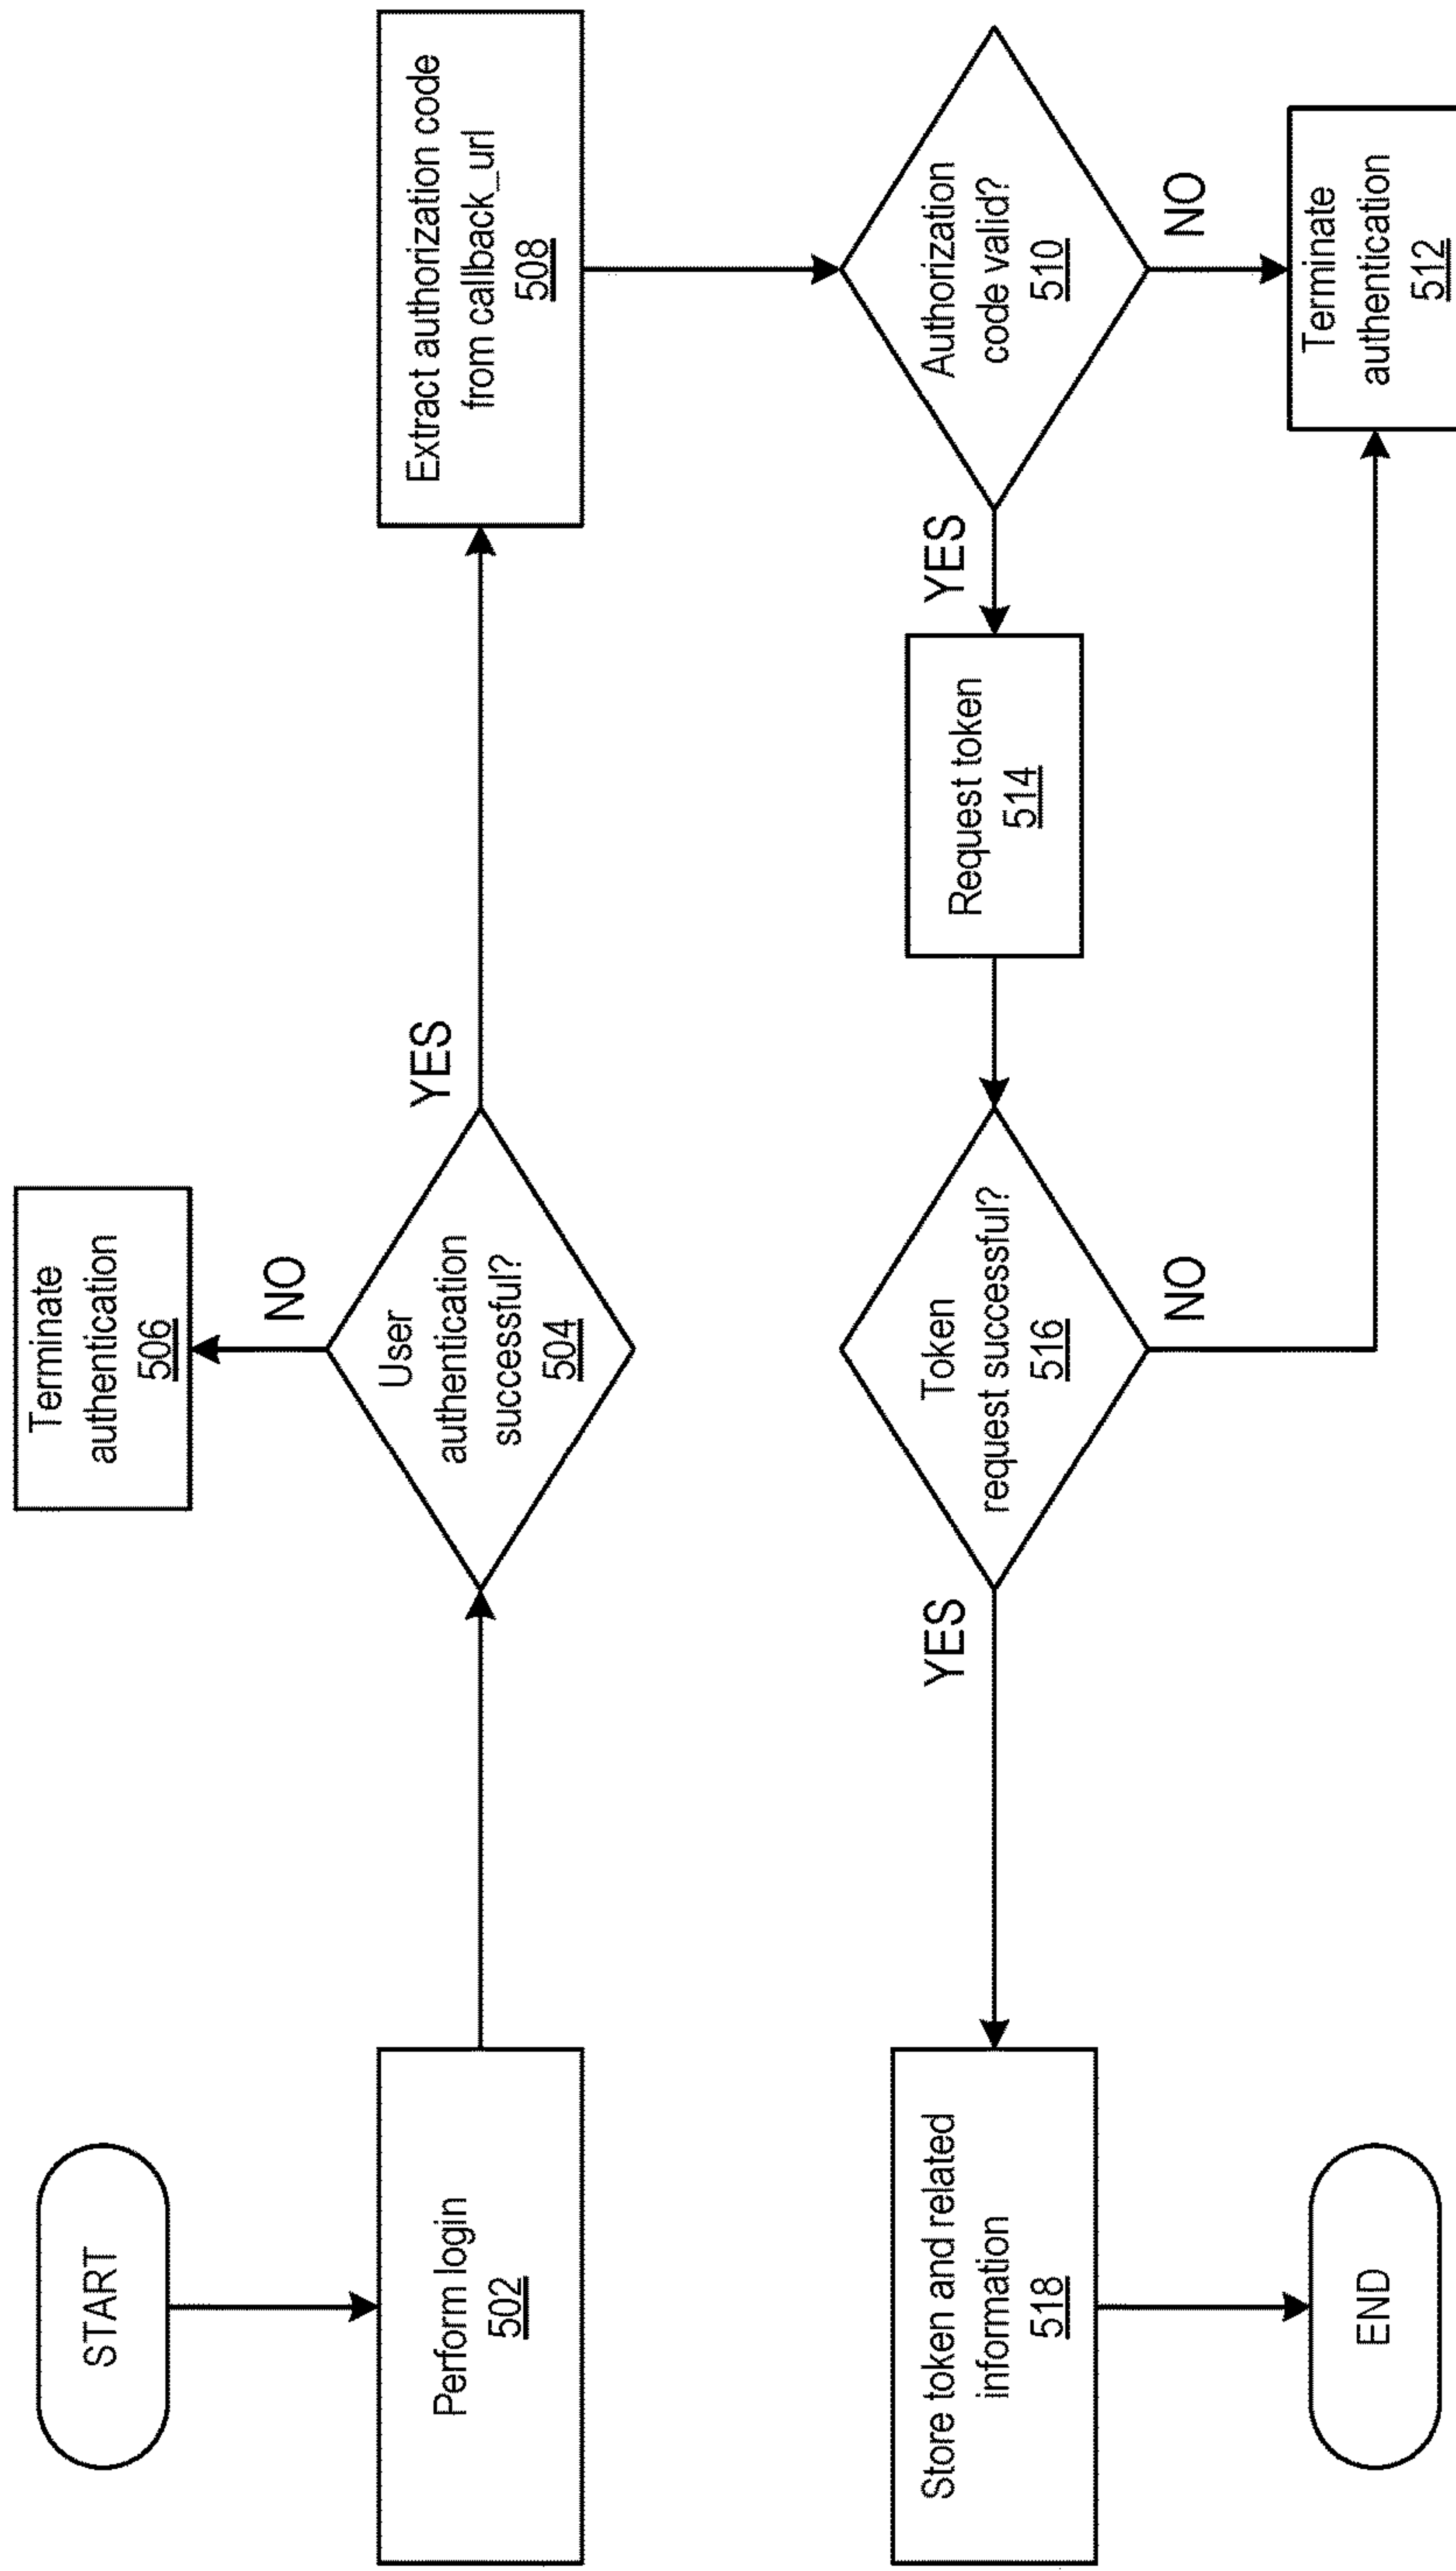 START
Perform login
502
User
authentication
successful?
504
NO
Terminate
authentication
506
YES
Extract authorization code
from callback_url
508
Authorization
code valid?
510
NO
Terminate
authentication
512
YES
Request token
514
Token
request successful?
516
NO
YES
Store token and related
information
518
END